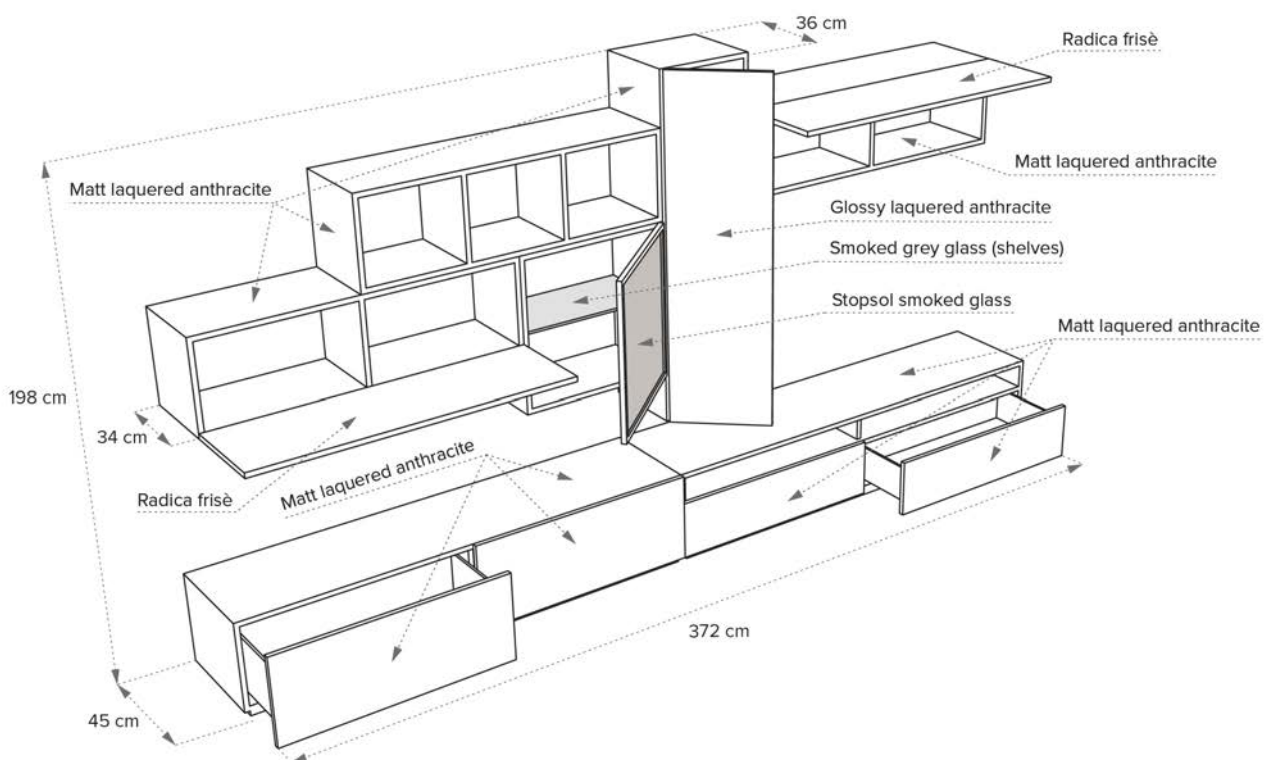 36 cm
Radica frisè
Matt laquered anthracite
Matt laquered anthracite
Glossy laquered anthracite
Smoked grey glass (shelves)
Stopsol smoked glass
Matt laquered anthracite
198 cm
34 cm
Radica frisè
Matt laquered anthracite
372 cm
45 cm